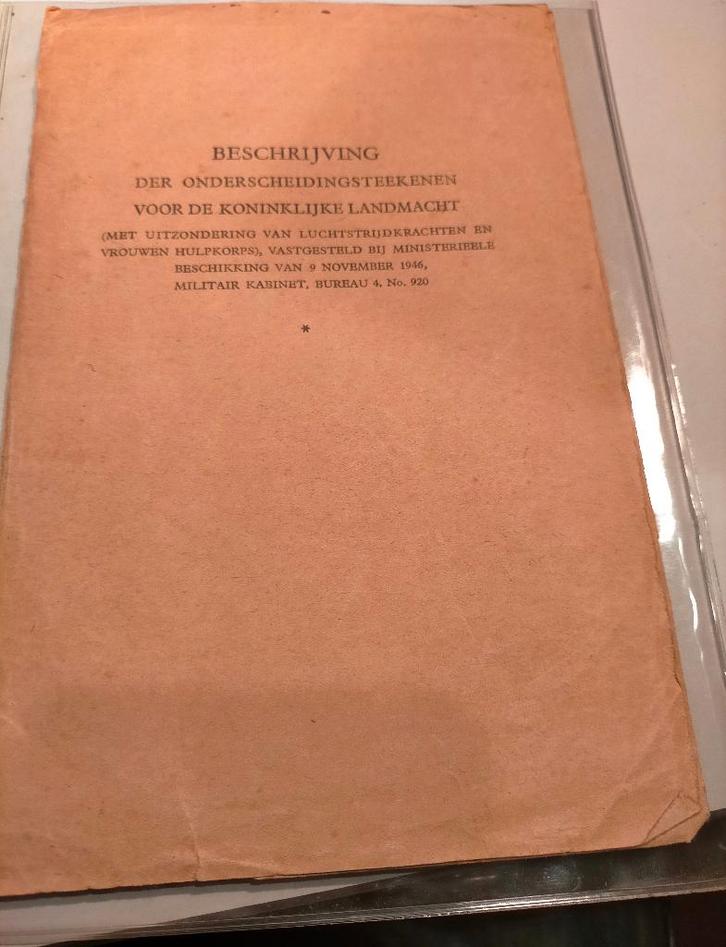 BESCHRIJVING
DER ONDERSCHEIDINGSTEEKENEN
VOOR DE KONINKLIJKE LANDMACHT
(MET UITZONDERING VAN LUCHTSTRIJDKRACHTEN EN
VROUWEN HULPKORPS), VASTGESTELD BIJ MINISTERIEELE
BESCHIKKING VAN 9 NOVEMBER 1946,
MILITAIR KABINET, BUREAU 4, No. 920
*